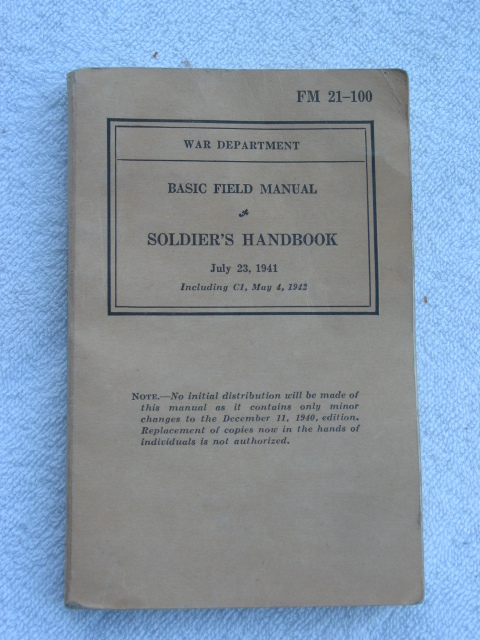 FM 21-100
WAR DEPARTMENT
BASIC FIELD MANUAL
SOLDIER'S HANDBOOK
July 23, 1941
Including C1, May 4, 1942
NOTE.—No initial distribution will be made of
this manual as it contains only minor
changes to the December 11, 1940, edition.
Replacement of copies now in the hands of
individuals is not authorized.